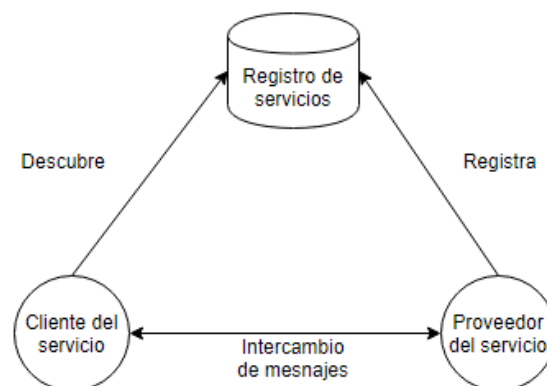 Registro de
servicios
Descubre
Registra
Cliente del
servicio
Intercambio
de mesnajes
Proveedor
del servicio